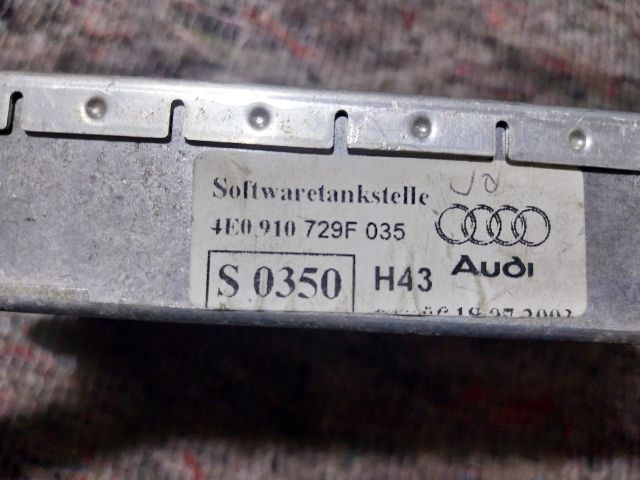 Softwaretankstelle
4E0 910 729F 035
Audi
S 0350 H43